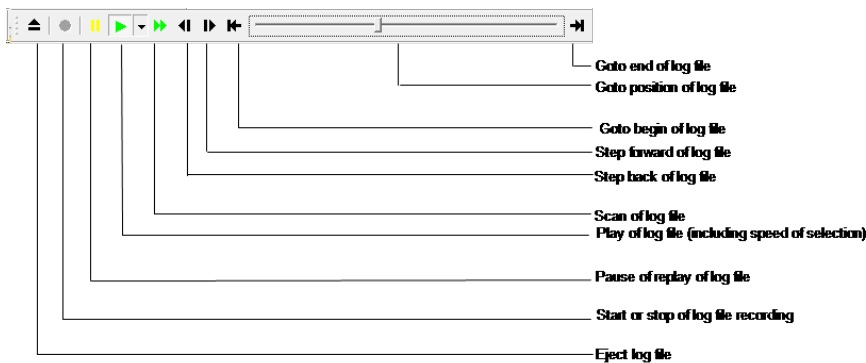 Goto end of log file
Goto position of log file
Goto begin of log file
Step forward of log file
Step back of log file
Scan of log file
Play of log file (including speed of selection)
Pause of replay of log file
Start or stop of log file recording
Eject log file